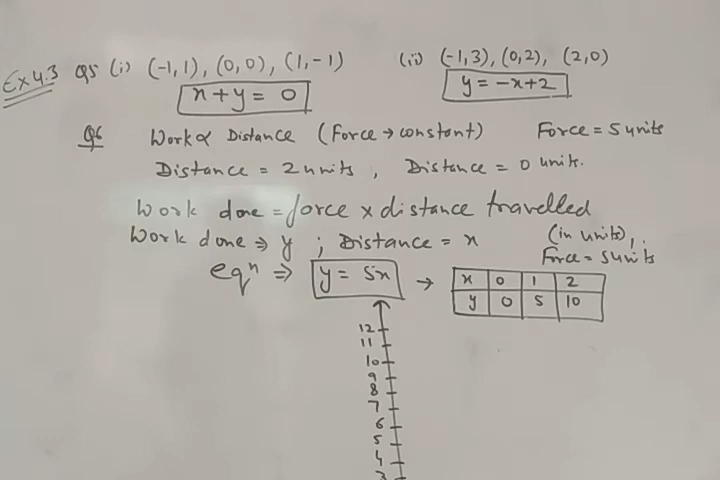 Ex 4.3 Q5 (i) (-1,1), (0,0), (1,-1) (ii) (-1,3), (0,2), (2,0)
x+y = 0 y = -x+2
Q6 Work ∝ Distance (Force → constant) Force = 5 units
Distance = 2 units , Distance = 0 units.
Work done = force × distance travelled
Work done ⇒ y ; Distance = x (in units),
Force = 5 units
eqⁿ ⇒ y = 5x → x 0 1 2
y 0 5 10
12
11
10
9
8
7
6
5
4
3